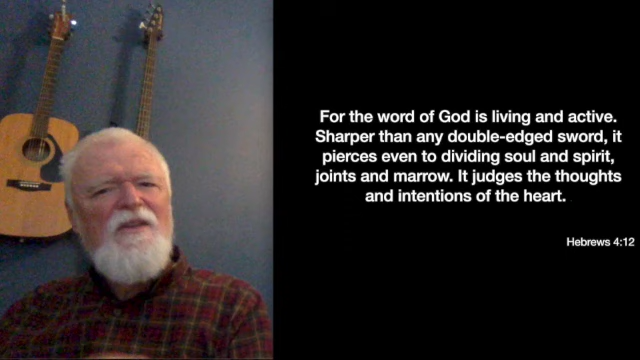 For the word of God is living and active.
Sharper than any double-edged sword, it
pierces even to dividing soul and spirit,
joints and marrow. It judges the thoughts
and intentions of the heart.
Hebrews 4:12